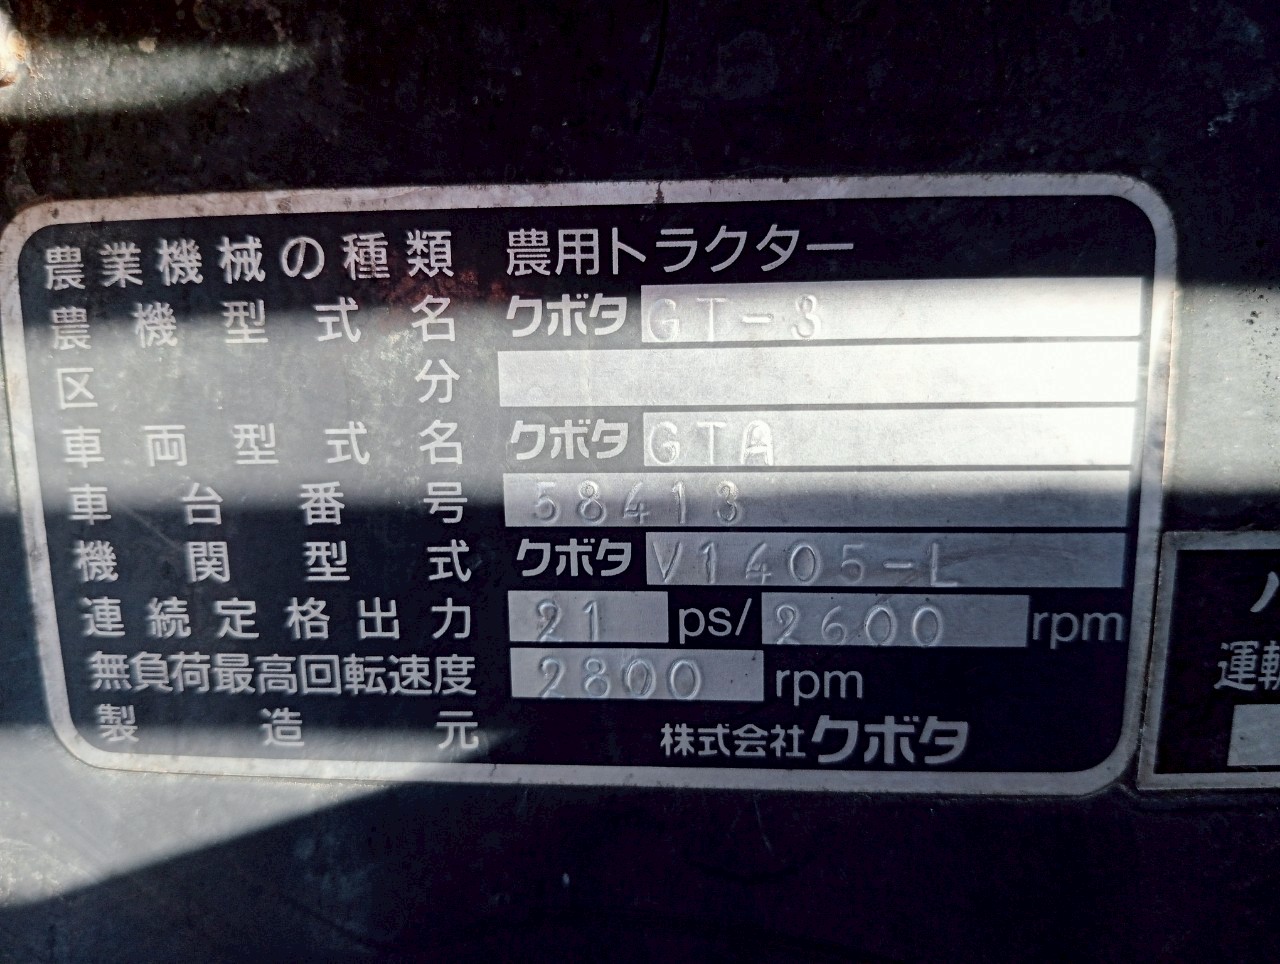 農業機械の種類 農用トラクター
農機型式名 クボタ GT-3
区分
車両型式名 クボタ GTA
車台番号 58413
機関型式 クボタ V1405-L
連続定格出力 21 ps/ 2600 rpm
無負荷最高回転速度 2800 rpm
製造元 株式会社クボタ
運転